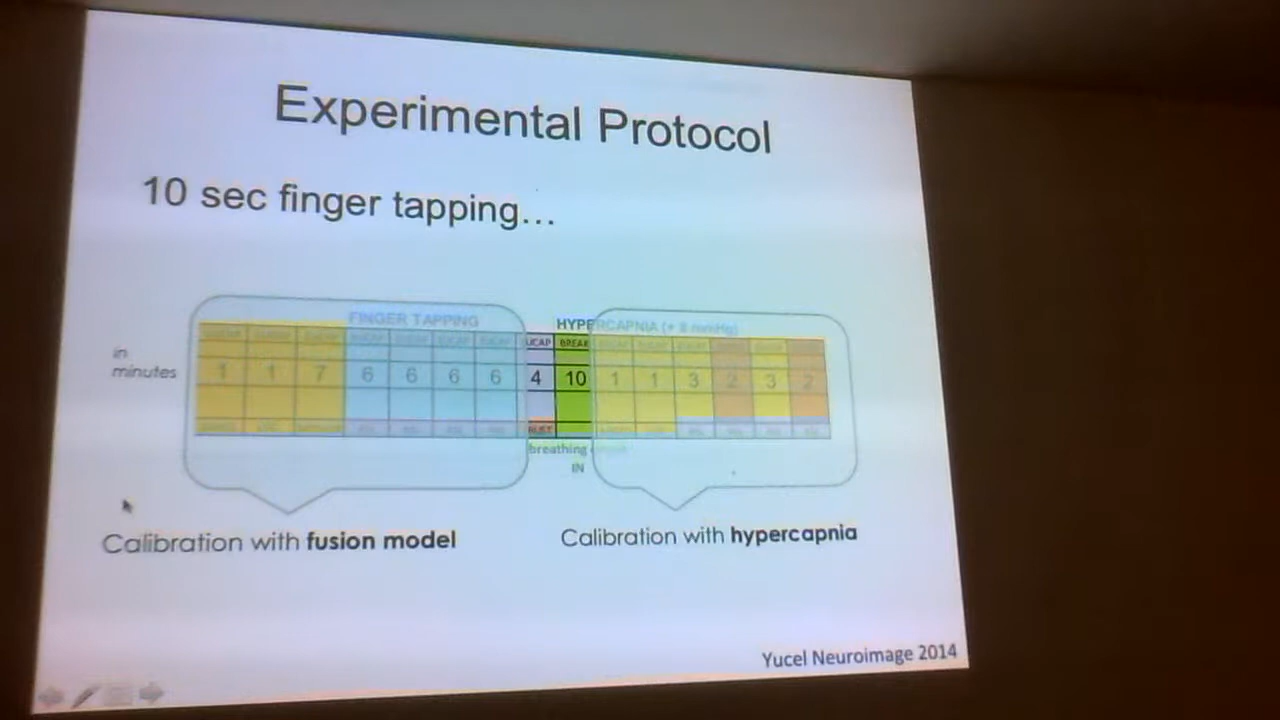 Experimental Protocol
10 sec finger tapping...
FINGER TAPPING HYPERCAPNIA (+ 8 mmHg)
BREAK
in
minutes
1 1 7 6 6 6 6 4 10 1 1 3 2 3 2
breathing
IN
Calibration with fusion model Calibration with hypercapnia
Yucel Neuroimage 2014